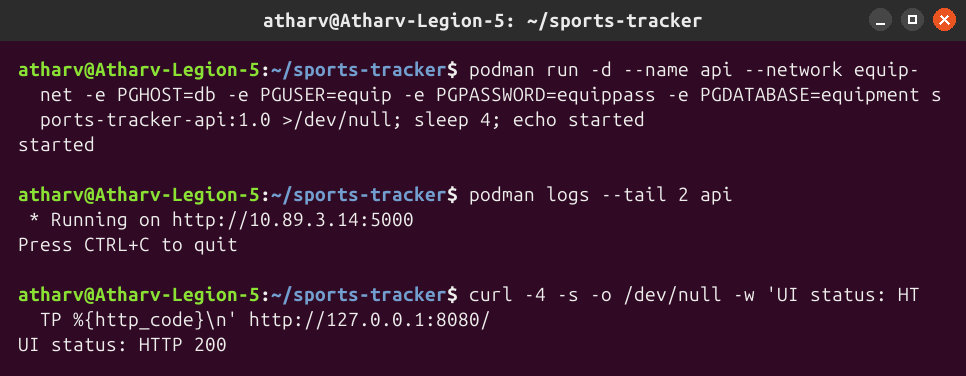 atharv@Atharv-Legion-5: ~/sports-tracker
atharv@Atharv-Legion-5:~/sports-tracker$ podman run -d --name api --network equip-
net -e PGHOST=db -e PGUSER=equip -e PGPASSWORD=equippass -e PGDATABASE=equipment s
ports-tracker-api:1.0 >/dev/null; sleep 4; echo started
started
atharv@Atharv-Legion-5:~/sports-tracker$ podman logs --tail 2 api
 * Running on http://10.89.3.14:5000
Press CTRL+C to quit
atharv@Atharv-Legion-5:~/sports-tracker$ curl -4 -s -o /dev/null -w 'UI status: HT
TP %{http_code}\n' http://127.0.0.1:8080/
UI status: HTTP 200